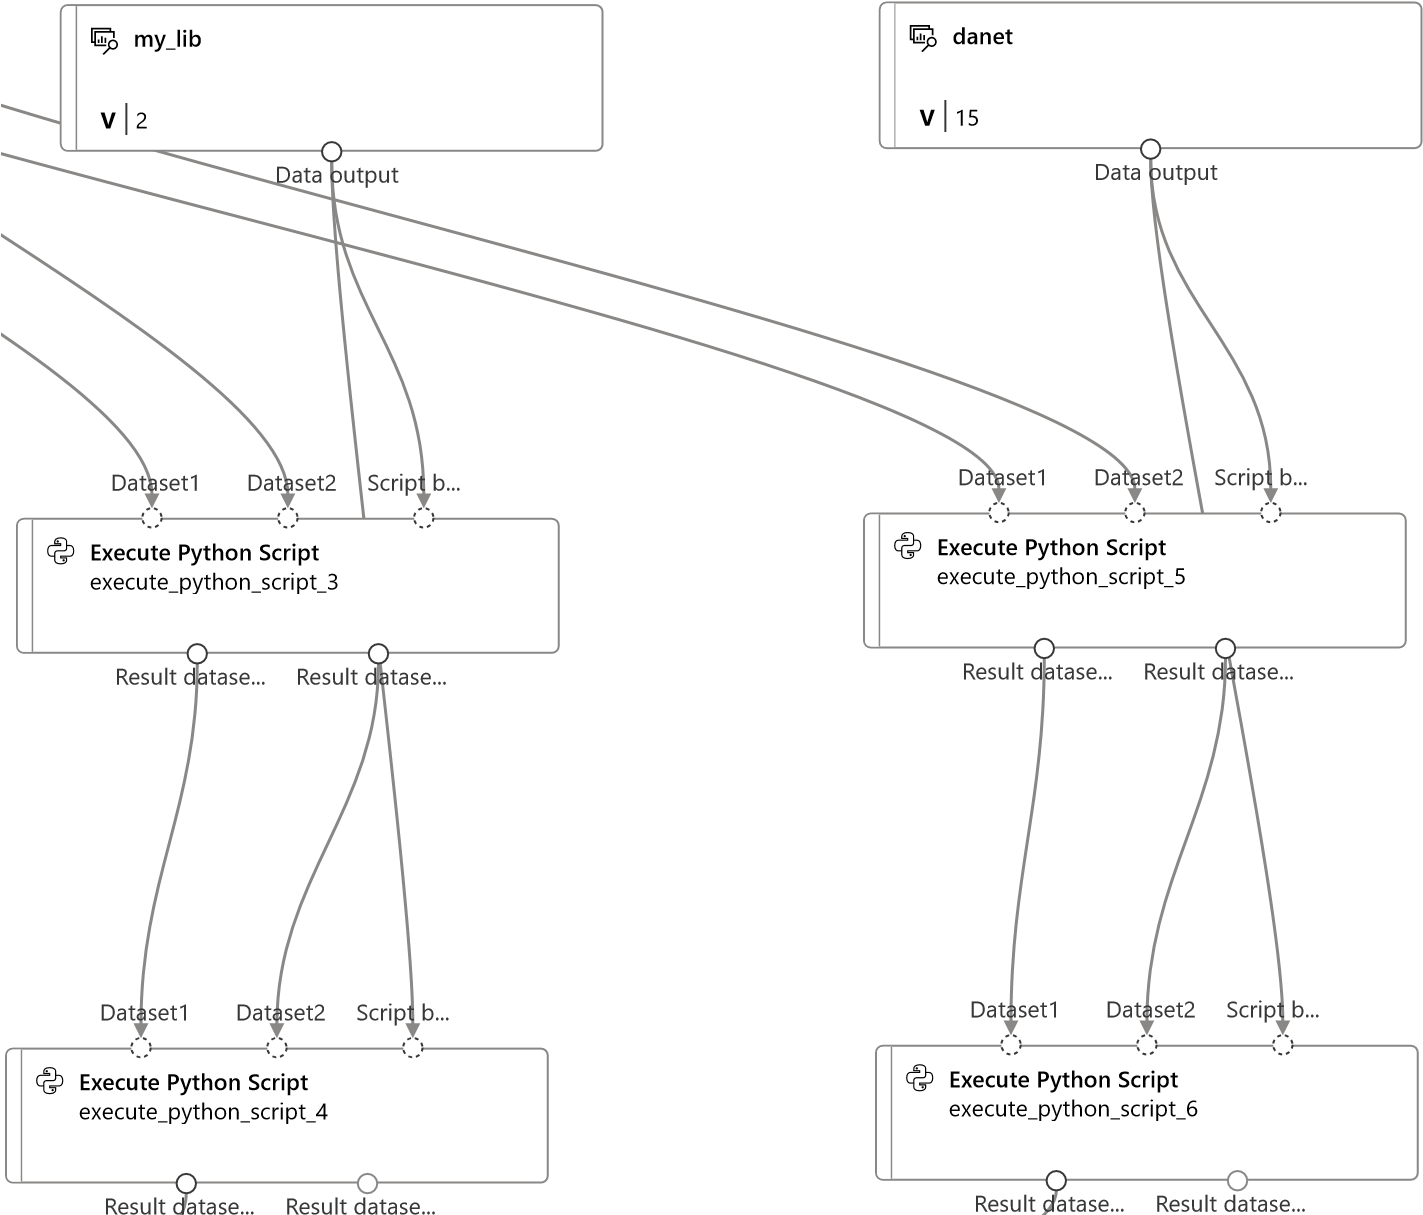 my_lib
V | 2
Data output
danet
V | 15
Data output
Dataset1 Dataset2 Script b...
Execute Python Script
execute_python_script_3
Result datase... Result datase...
Dataset1 Dataset2 Script b...
Execute Python Script
execute_python_script_5
Result datase... Result datase...
Dataset1 Dataset2 Script b...
Execute Python Script
execute_python_script_4
Result datase... Result datase...
Dataset1 Dataset2 Script b...
Execute Python Script
execute_python_script_6
Result datase... Result datase...